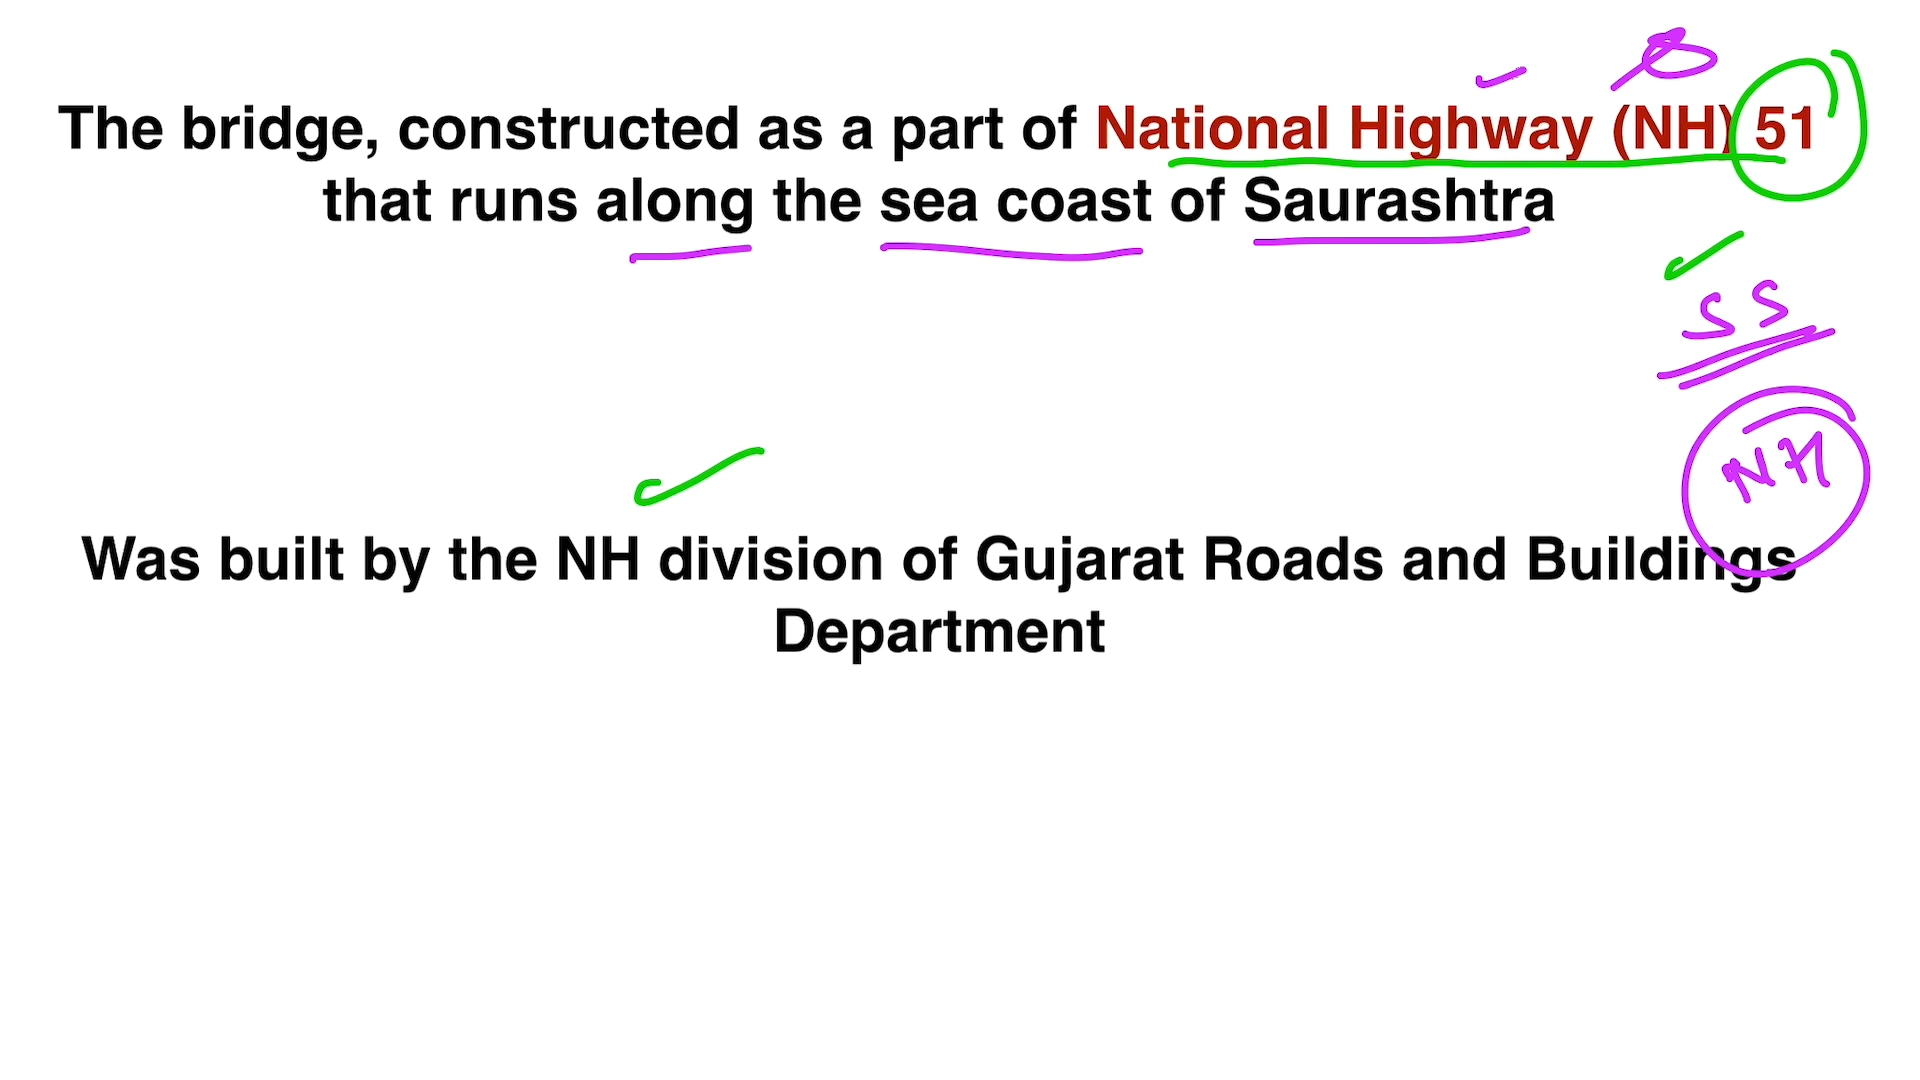 The bridge, constructed as a part of National Highway (NH) 51
that runs along the sea coast of Saurashtra
SS
NH
Was built by the NH division of Gujarat Roads and Buildings
Department